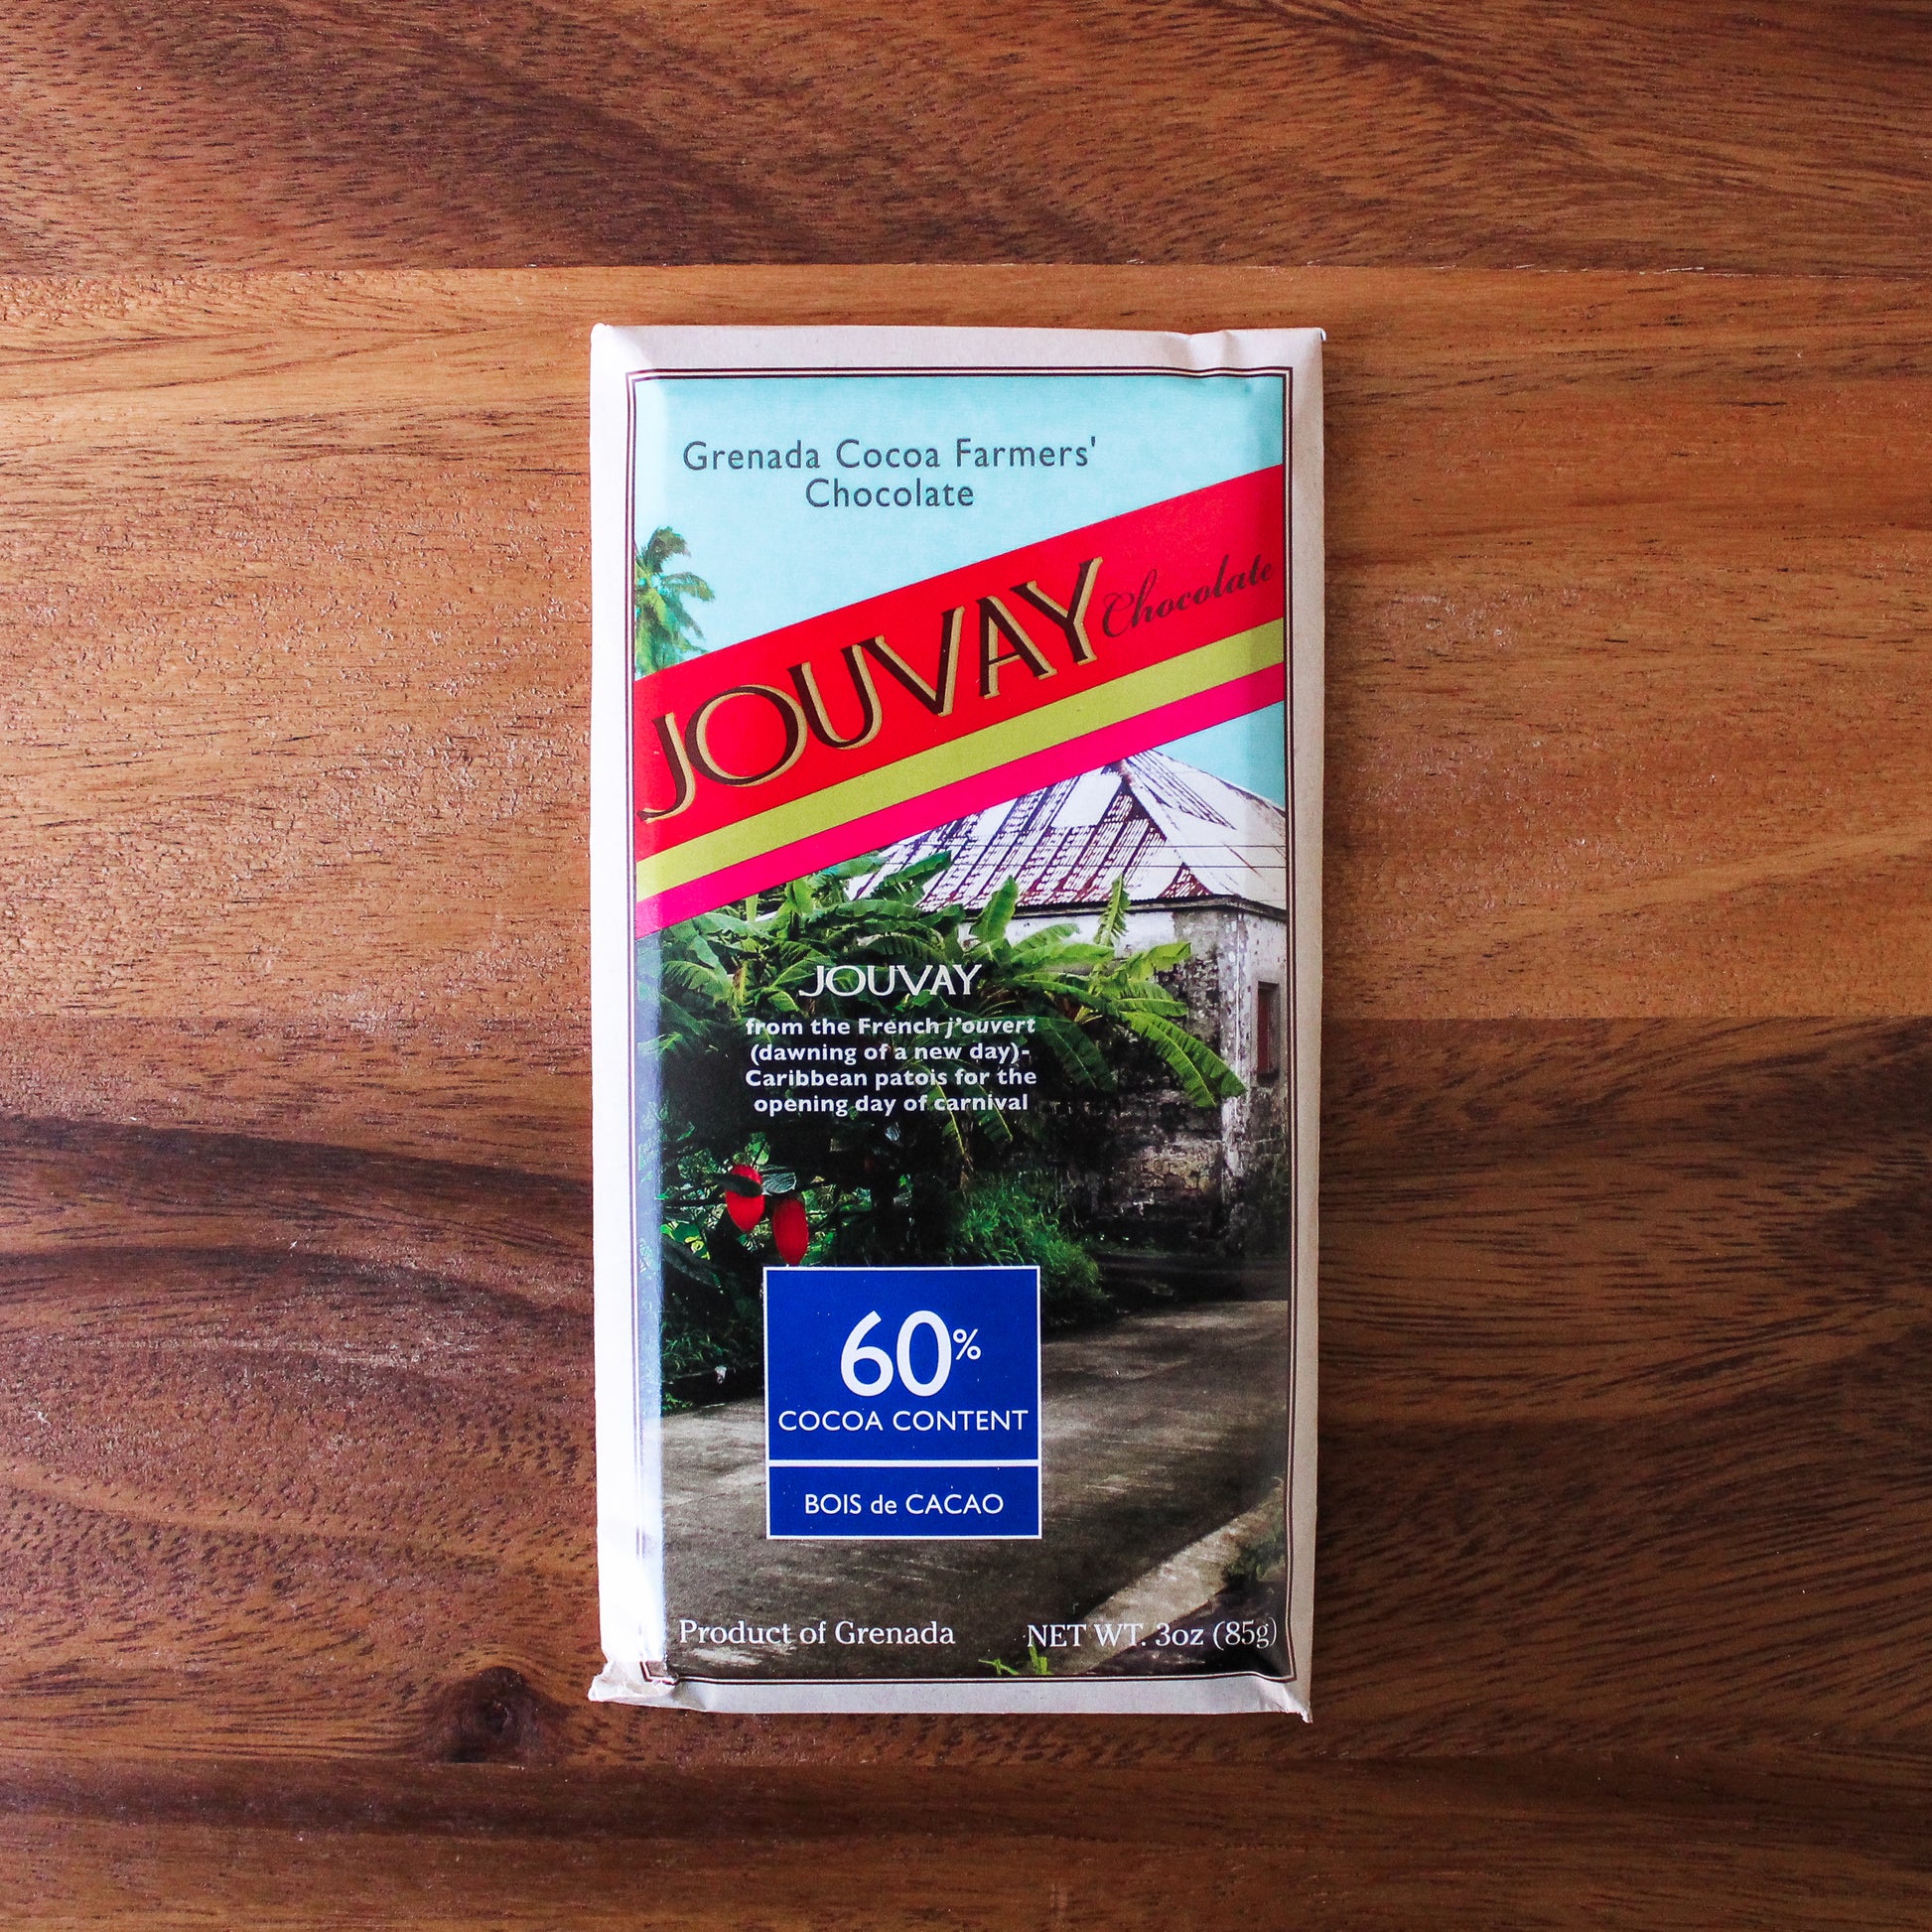 Grenada Cocoa Farmers'
Chocolate
JOUVAY Chocolate
JOUVAY
from the French j'ouvert
(dawning of a new day)-
Caribbean patois for the
opening day of carnival
60%
COCOA CONTENT
BOIS de CACAO
Product of Grenada NET WT. 3oz (85g)